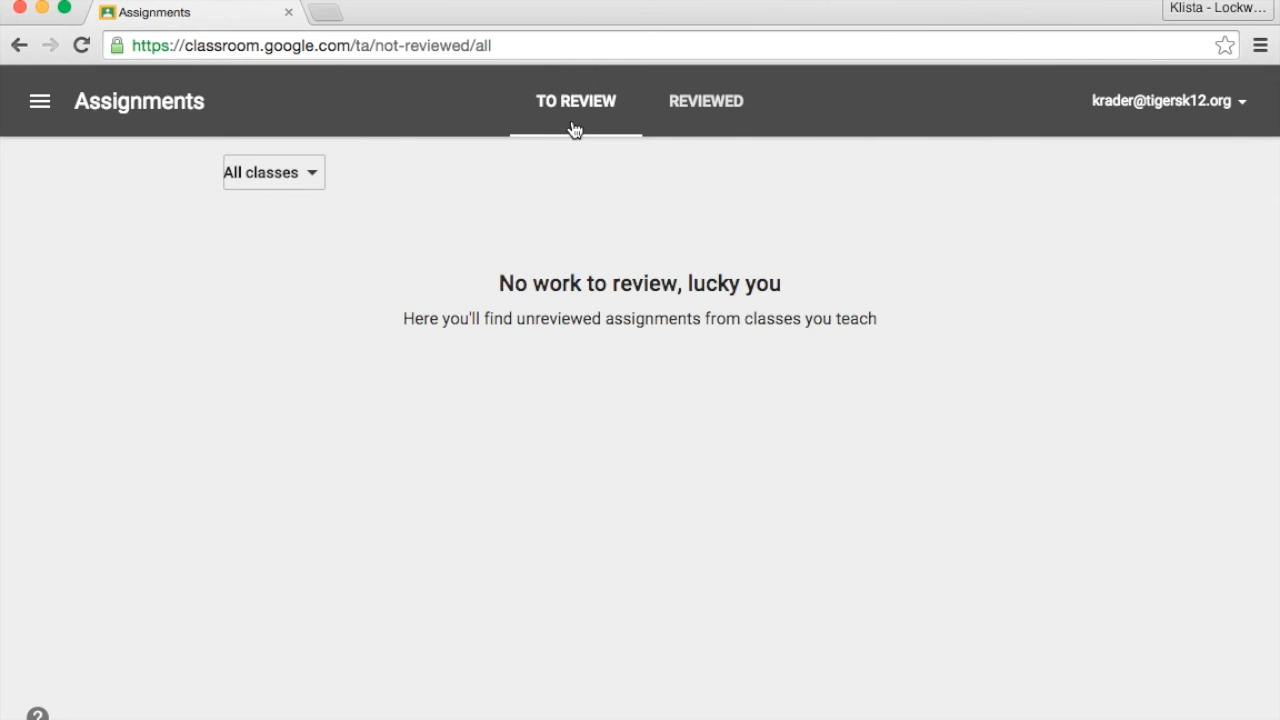 Assignments
Klista - Lockw...
https://classroom.google.com/ta/not-reviewed/all
Assignments
TO REVIEW
REVIEWED
krader@tigersk12.org
All classes
No work to review, lucky you
Here you'll find unreviewed assignments from classes you teach
?